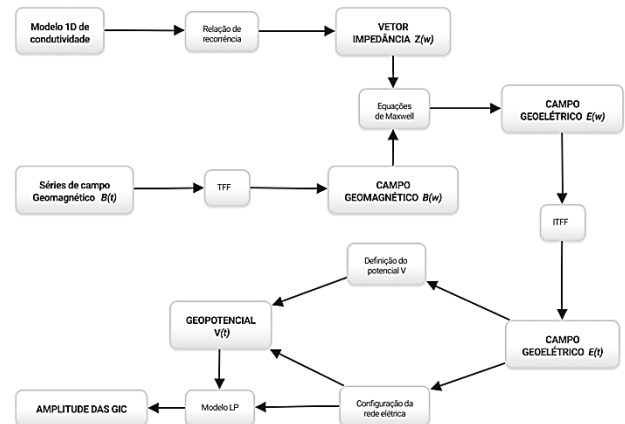 Modelo 1D de
condutividade
Relação de
recorrência
VETOR
IMPEDÂNCIA Z(w)
Equações
de Maxwell
CAMPO
GEOELÉTRICO E(w)
Séries de campo
Geomagnético B(t)
TFF
CAMPO
GEOMAGNÉTICO B(w)
ITFF
Definição do
potencial V
GEOPOTENCIAL
V(t)
CAMPO
GEOELÉTRICO E(t)
AMPLITUDE DAS GIC
Modelo LP
Configuração da
rede elétrica